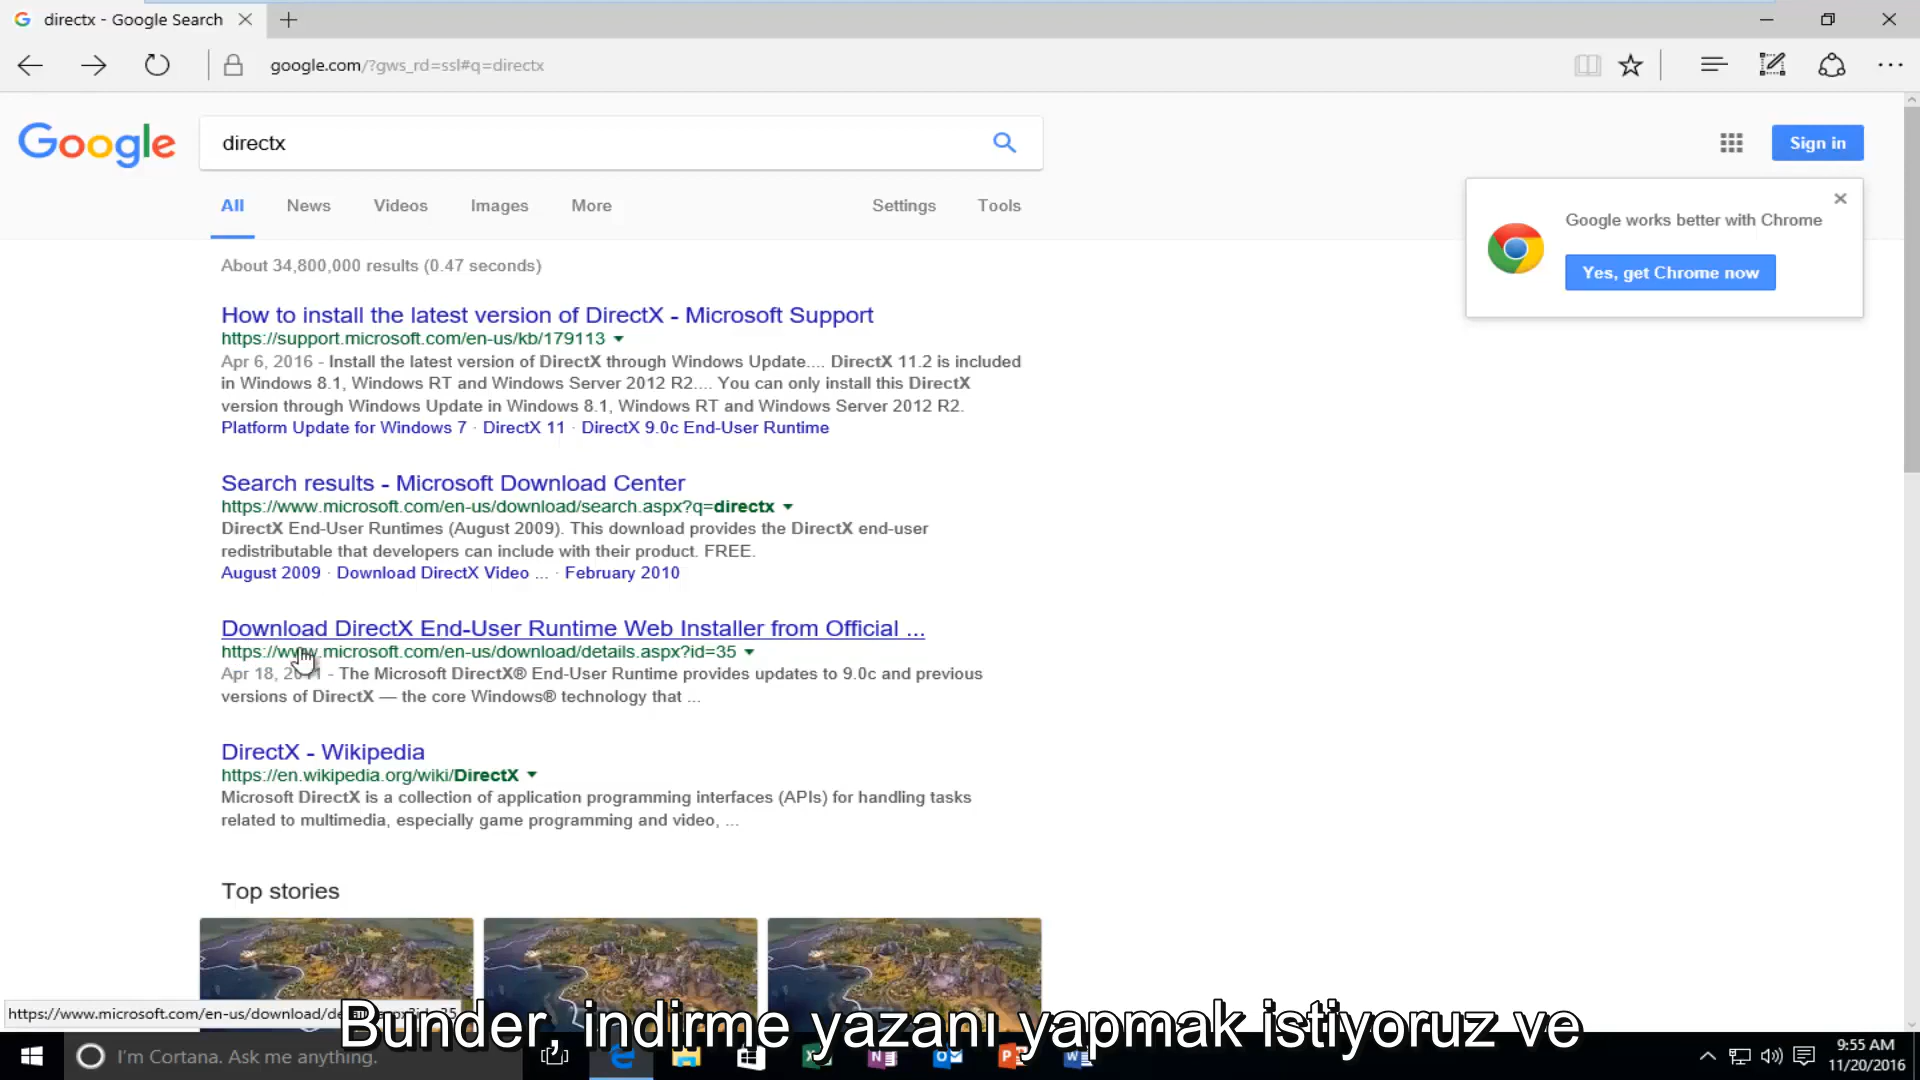 directx - Google Search
google.com/?gws_rd=ssl#q=directx
Google
directx
Sign in
All News Videos Images More Settings Tools
Google works better with Chrome
Yes, get Chrome now
About 34,800,000 results (0.47 seconds)
How to install the latest version of DirectX - Microsoft Support
https://support.microsoft.com/en-us/kb/179113
Apr 6, 2016 - Install the latest version of DirectX through Windows Update.... DirectX 11.2 is included
in Windows 8.1, Windows RT and Windows Server 2012 R2.... You can only install this DirectX
version through Windows Update in Windows 8.1, Windows RT and Windows Server 2012 R2.
Platform Update for Windows 7 · DirectX 11 · DirectX 9.0c End-User Runtime
Search results - Microsoft Download Center
https://www.microsoft.com/en-us/download/search.aspx?q=directx
DirectX End-User Runtimes (August 2009). This download provides the DirectX end-user
redistributable that developers can include with their product. FREE.
August 2009 · Download DirectX Video ... · February 2010
Download DirectX End-User Runtime Web Installer from Official ...
https://www.microsoft.com/en-us/download/details.aspx?id=35
Apr 18, - The Microsoft DirectX® End-User Runtime provides updates to 9.0c and previous
versions of DirectX — the core Windows® technology that ...
DirectX - Wikipedia
https://en.wikipedia.org/wiki/DirectX
Microsoft DirectX is a collection of application programming interfaces (APIs) for handling tasks
related to multimedia, especially game programming and video, ...
Top stories
https://www.microsoft.com/en-us/download/
Bunder, indirme yazanı yapmak istiyoruz ve
I'm Cortana. Ask me anything.
9:55 AM
11/20/2016